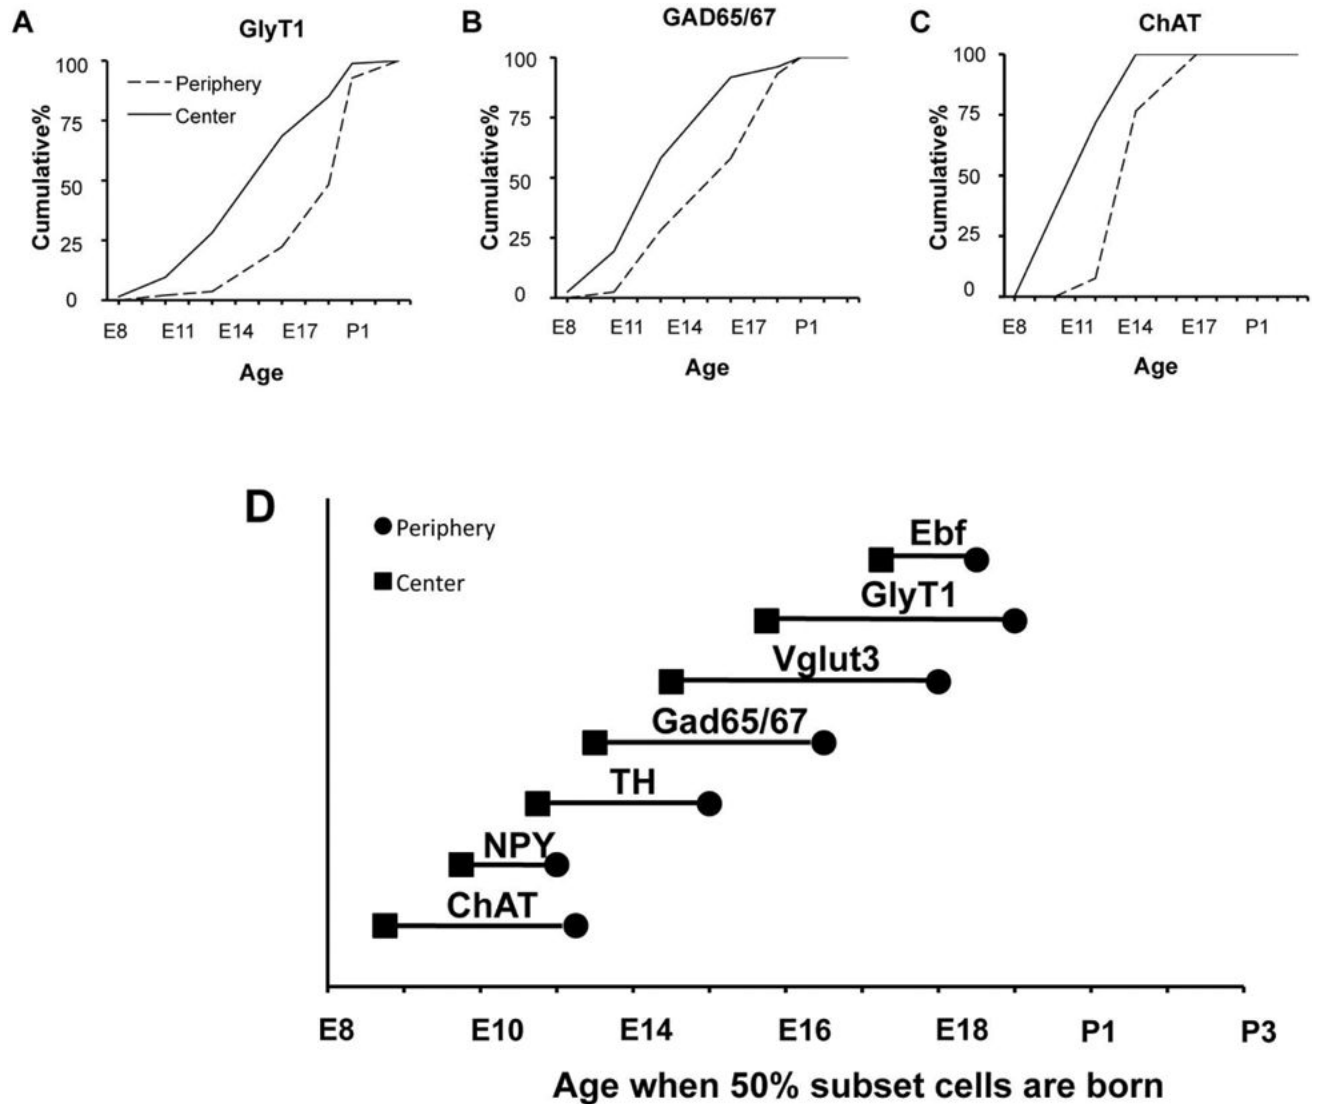 A
GlyT1
100
75
50
25
0
Cumulative%
Periphery
Center
E8 E11 E14 E17 P1
Age
B
GAD65/67
100
75
50
25
0
Cumulative%
E8 E11 E14 E17 P1
Age
C
ChAT
100
75
50
25
0
Cumulative%
E8 E11 E14 E17 P1
Age
D
Periphery
Center
Ebf
GlyT1
Vglut3
Gad65/67
TH
NPY
ChAT
E8 E10 E14 E16 E18 P1 P3
Age when 50% subset cells are born